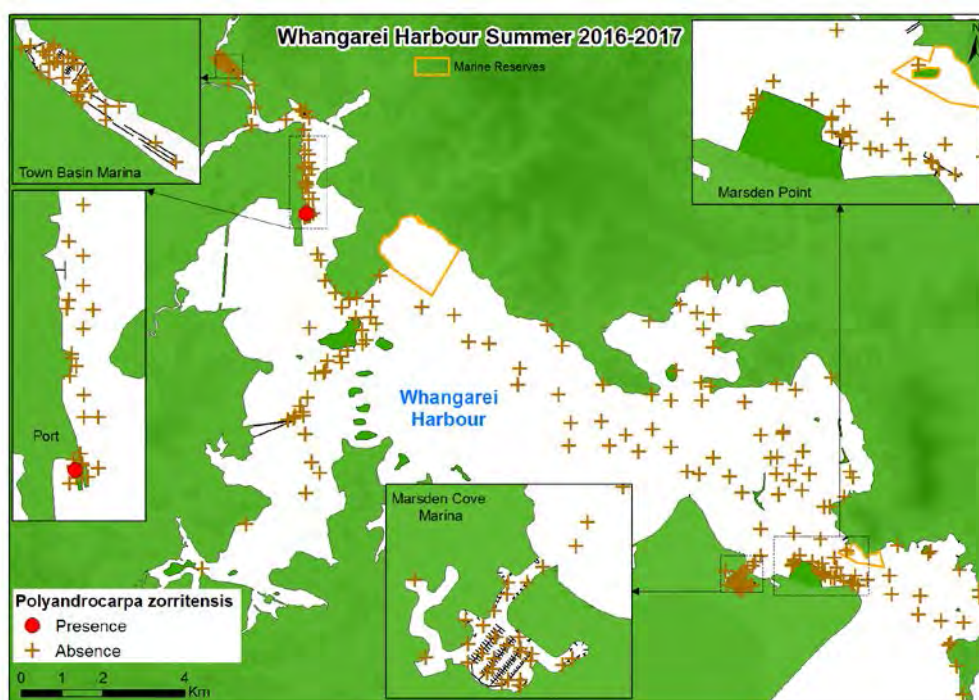 Whangarei Harbour Summer 2016-2017
Marine Reserves
Town Basin Marina
Marsden Point
Port
Whangarei
Harbour
Marsden Cove
Marina
Polyandrocarpa zorritensis
Presence
Absence
0 1 2 4
Km